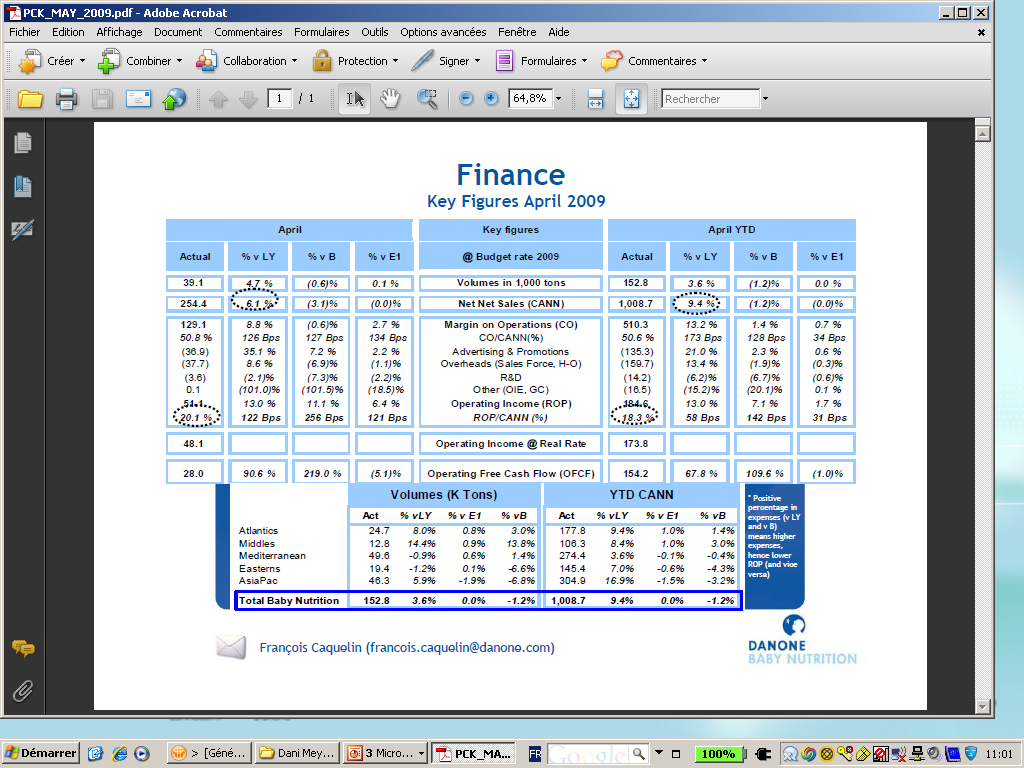 PCK_MAY_2009.pdf - Adobe Acrobat
Fichier Edition Affichage Document Commentaires Formulaires Outils Options avancées Fenêtre Aide
Créer Combiner Collaboration Protection Signer Formulaires Commentaires
1 / 1 64,8% Rechercher
Finance
Key Figures April 2009
April Key figures April YTD
Actual % v LY % v B % v E1 @ Budget rate 2009 Actual % v LY % v B % v E1
39.1 4.7 % (0.6)% 0.1 % Volumes in 1,000 tons 152.8 3.6 % (1.2)% 0.0 %
254.4 6.1 % (3.1)% (0.0)% Net Net Sales (CANN) 1,008.7 9.4 % (1.2)% (0.0)%
129.1 8.8 % (0.6)% 2.7 % Margin on Operations (CO) 510.3 13.2 % 1.4 % 0.7 %
50.8 % 126 Bps 127 Bps 134 Bps CO/CANN(%) 50.6 % 173 Bps 128 Bps 34 Bps
(36.9) 35.1 % 7.2 % 2.2 % Advertising & Promotions (135.3) 21.0 % 2.3 % 0.6 %
(37.7) 8.6 % (6.9)% (1.1)% Overheads (Sales Force, H-O) (159.7) 13.4 % (1.9)% (0.3)%
(3.6) (2.1)% (7.3)% (2.2)% R&D (14.2) (6.2)% (6.7)% (0.6)%
0.1 (101.0)% (101.5)% (18.5)% Other (OIE, GC) (16.5) (15.2)% (20.1)% 0.1 %
51.1 13.0 % 11.1 % 6.4 % Operating Income (ROP) 184.6 13.0 % 7.1 % 1.7 %
20.1 % 122 Bps 256 Bps 121 Bps ROP/CANN (%) 18.3 % 58 Bps 142 Bps 31 Bps
48.1 Operating Income @ Real Rate 173.8
28.0 90.6 % 219.0 % (5.1)% Operating Free Cash Flow (OFCF) 154.2 67.8 % 109.6 % (1.0)%
Volumes (K Tons) YTD CANN
Act % vLY % v E1 % vB Act % vLY % v E1 % vB
Atlantics 24.7 8.0% 0.8% 3.0% 177.8 9.4% 1.0% 1.4%
Middles 12.8 14.4% 0.9% 13.8% 106.3 8.4% 1.0% 3.0%
Mediterranean 49.6 -0.9% 0.6% 1.4% 274.4 3.6% -0.1% -0.4%
Easterns 19.4 -1.2% 0.1% -6.6% 145.4 7.0% -0.6% -4.3%
AsiaPac 46.3 5.9% -1.9% -6.8% 304.9 16.9% -1.5% -3.2%
Total Baby Nutrition 152.8 3.6% 0.0% -1.2% 1,008.7 9.4% 0.0% -1.2%
* Positive
percentage in
expenses (v LY
and v B)
means higher
expenses,
hence lower
ROP (and vice
versa)
François Caquelin (francois.caquelin@danone.com)
DANONE
BABY NUTRITION
Démarrer > [Géné... Dani Mey... 3 Micro... PCK_MA... FR Google 100% 11:01